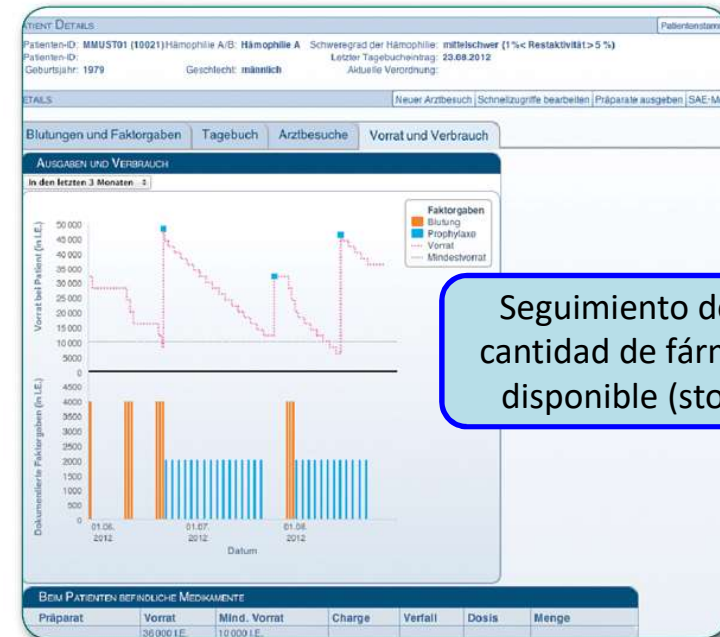 ATIENT DETAILS
Patientenstamm
Patienten-ID: MMUST01 (10021) Hämophilie A/B: Hämophilie A Schweregrad der Hämophilie: mittelschwer (1%< Restaktivität> 5 %)
Patienten-ID: Letzter Tagebucheintrag: 23.08.2012
Geburtsjahr: 1979 Geschlecht: männlich Aktuelle Verordnung:
ETAILS
Neuer Arztbesuch Schnellzugriffe bearbeiten Präparate ausgeben SAE-M
Blutungen und Faktorgaben Tagebuch Arztbesuche Vorrat und Verbrauch
AUSGABEN UND VERBRAUCH
in den letzten 3 Monaten
Faktorgaben
Blutung
Prophylaxe
Vorrat
Mindestvorrat
Vorrat bei Patient (in I.E.)
50 000
45 000
40 000
35 000
30 000
25 000
20 000
15 000
10 000
5000
0
Seguimiento de
cantidad de fárm
disponible (sto
Dokumentierte Faktorgaben (in I.E.)
4500
4000
3500
3000
2500
2000
1500
1000
500
0
01.06. 2012
01.07. 2012
01.08. 2012
Datum
BEIM PATIENTEN BEFINDLICHE MEDIKAMENTE
Präparat Vorrat Mind. Vorrat Charge Verfall Dosis Menge
36 000 I.E. 10 000 I.E.